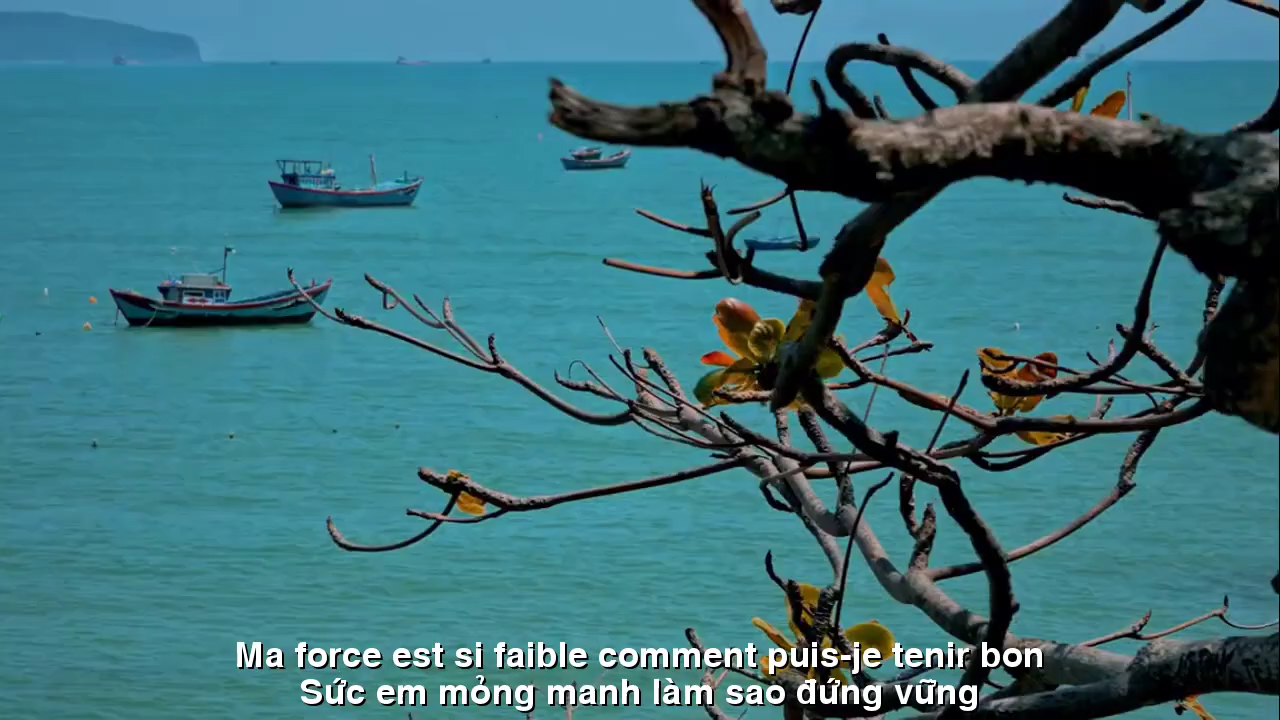 Ma force est si faible comment puis-je tenir bon
Sức em mỏng manh làm sao đứng vững